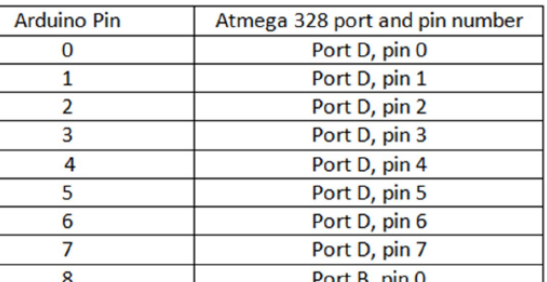 Arduino Pin Atmega 328 port and pin number
0 Port D, pin 0
1 Port D, pin 1
2 Port D, pin 2
3 Port D, pin 3
4 Port D, pin 4
5 Port D, pin 5
6 Port D, pin 6
7 Port D, pin 7
8 Port B, pin 0